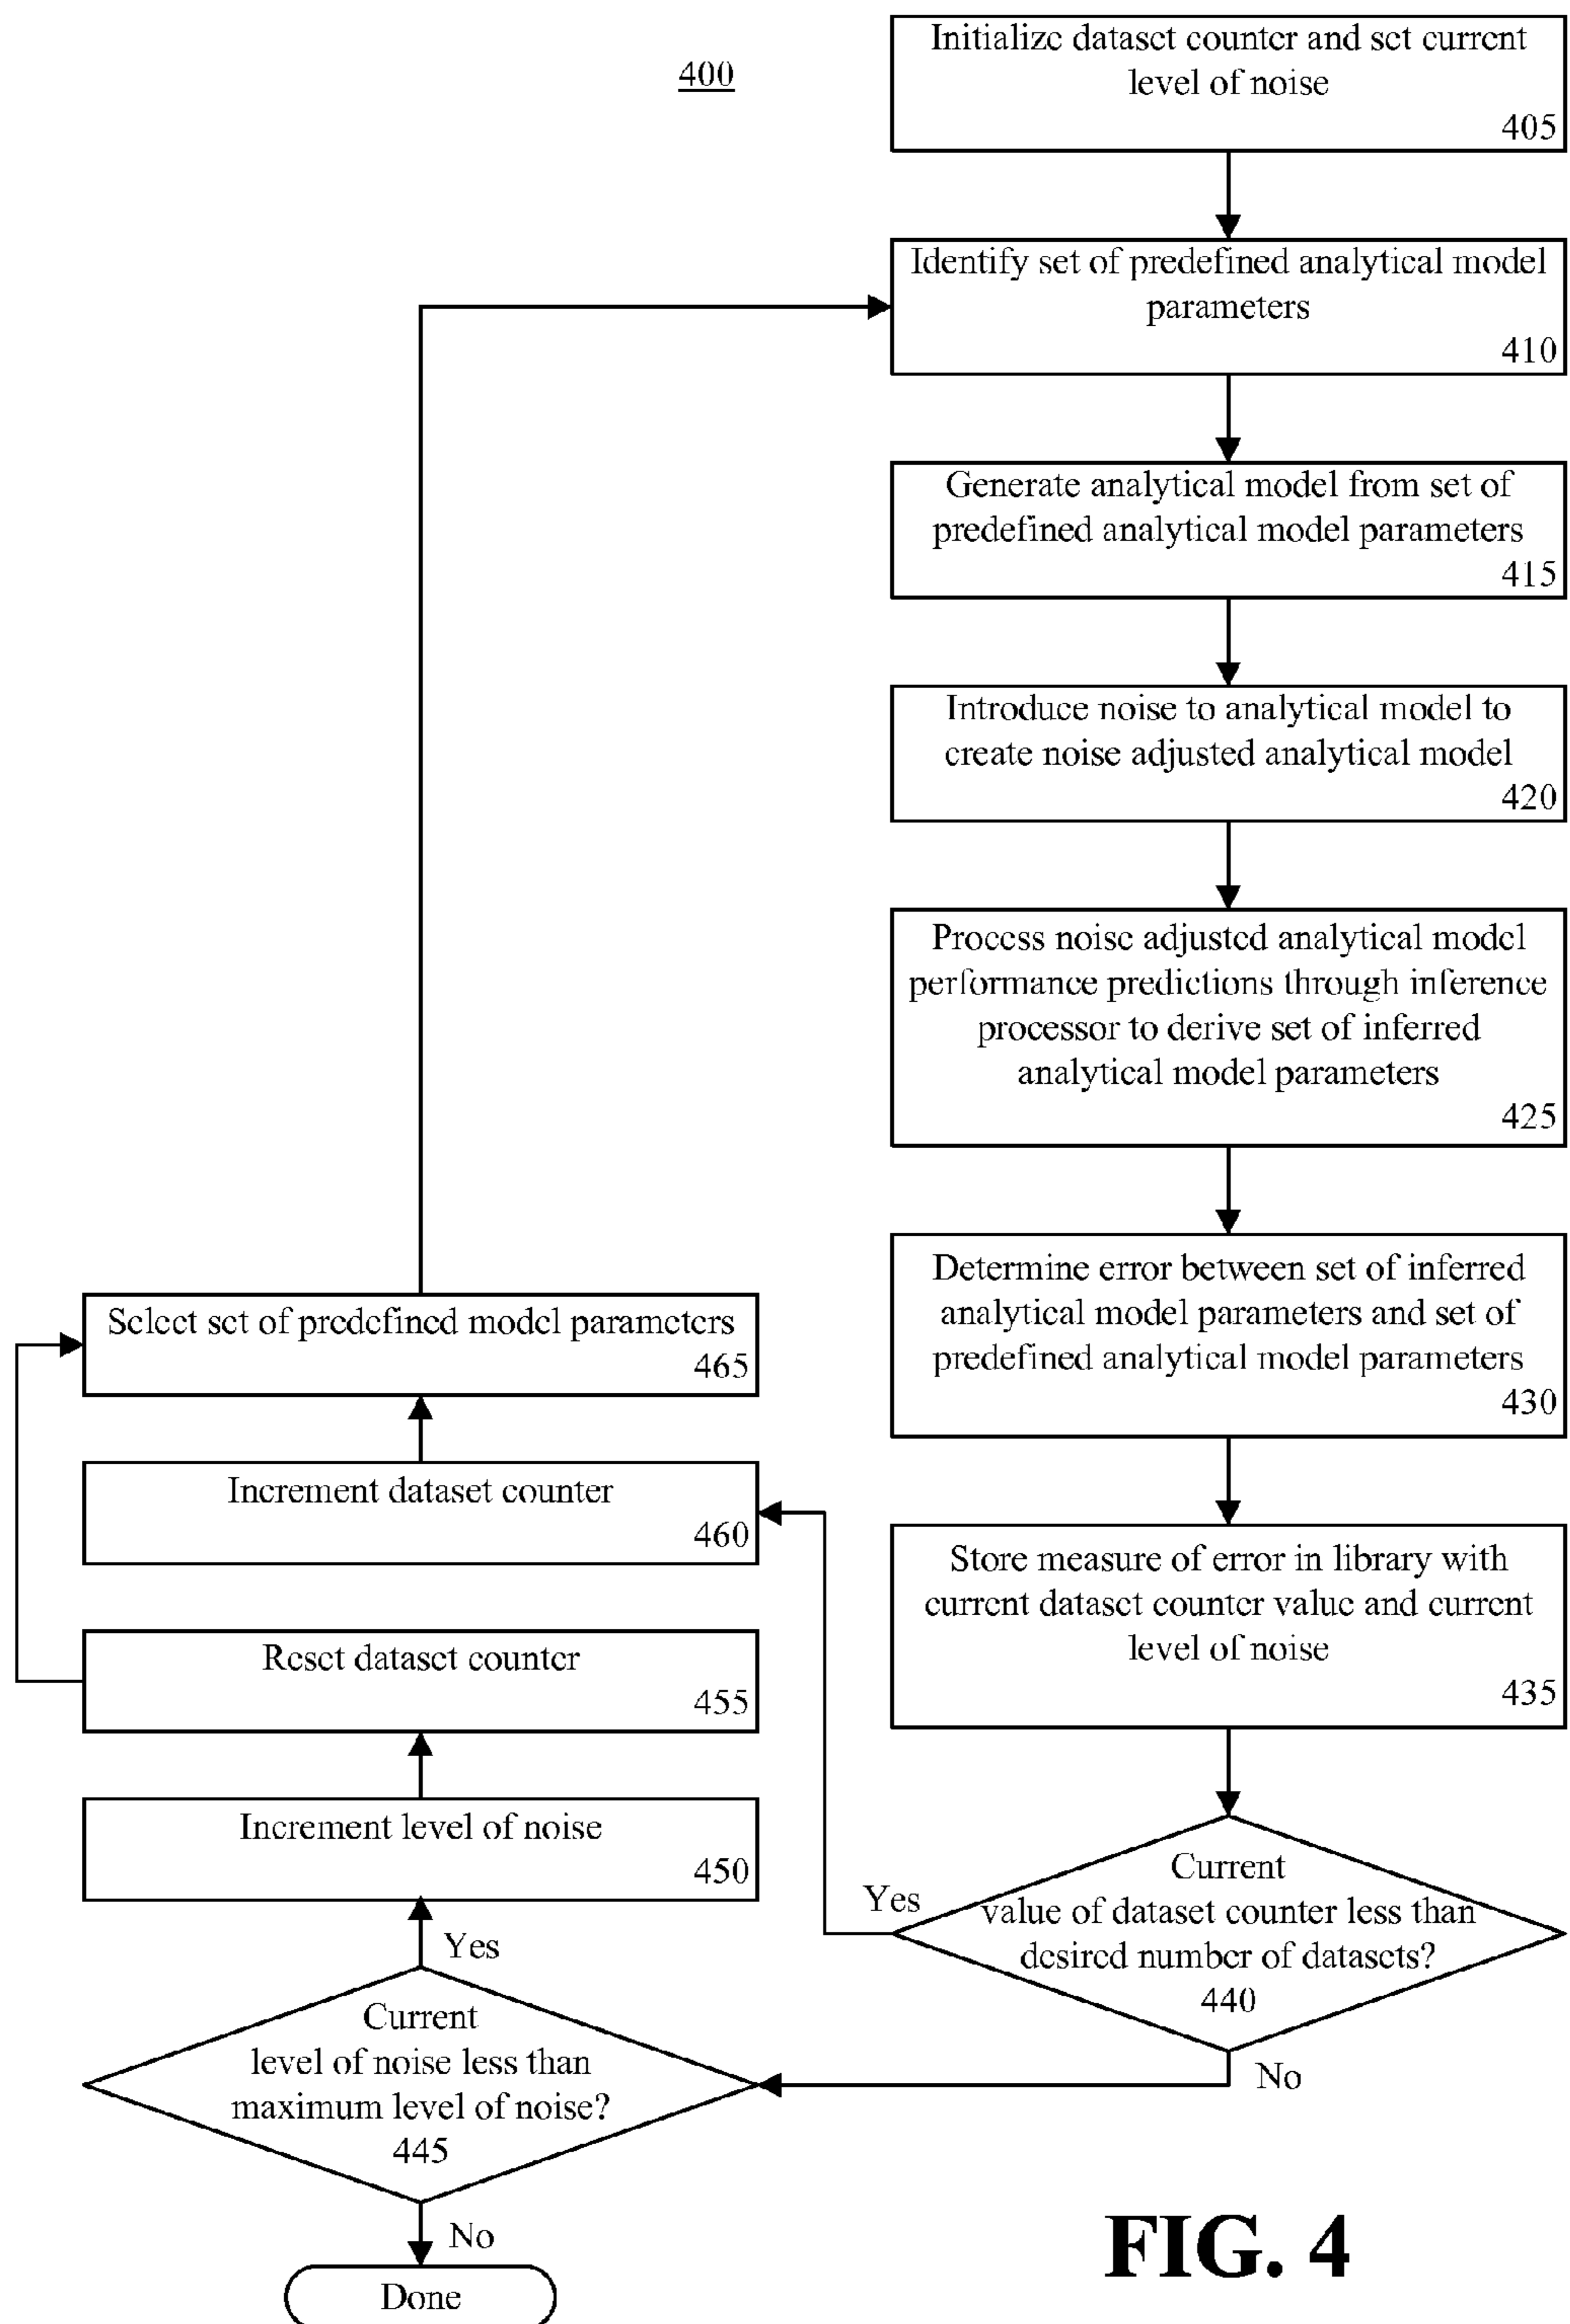 400
Initialize dataset counter and set current
level of noise
405
Identify set of predefined analytical model
parameters
410
Generate analytical model from set of
predefined analytical model parameters
415
Introduce noise to analytical model to
create noise adjusted analytical model
420
Process noise adjusted analytical model
performance predictions through inference
processor to derive set of inferred
analytical model parameters
425
Determine error between set of inferred
analytical model parameters and set of
predefined analytical model parameters
430
Store measure of error in library with
current dataset counter value and current
level of noise
435
Current
value of dataset counter less than
desired number of datasets?
440
Yes
No
Select set of predefined model parameters
465
Increment dataset counter
460
Reset dataset counter
455
Increment level of noise
450
Yes
Current
level of noise less than
maximum level of noise?
445
No
Done
FIG. 4